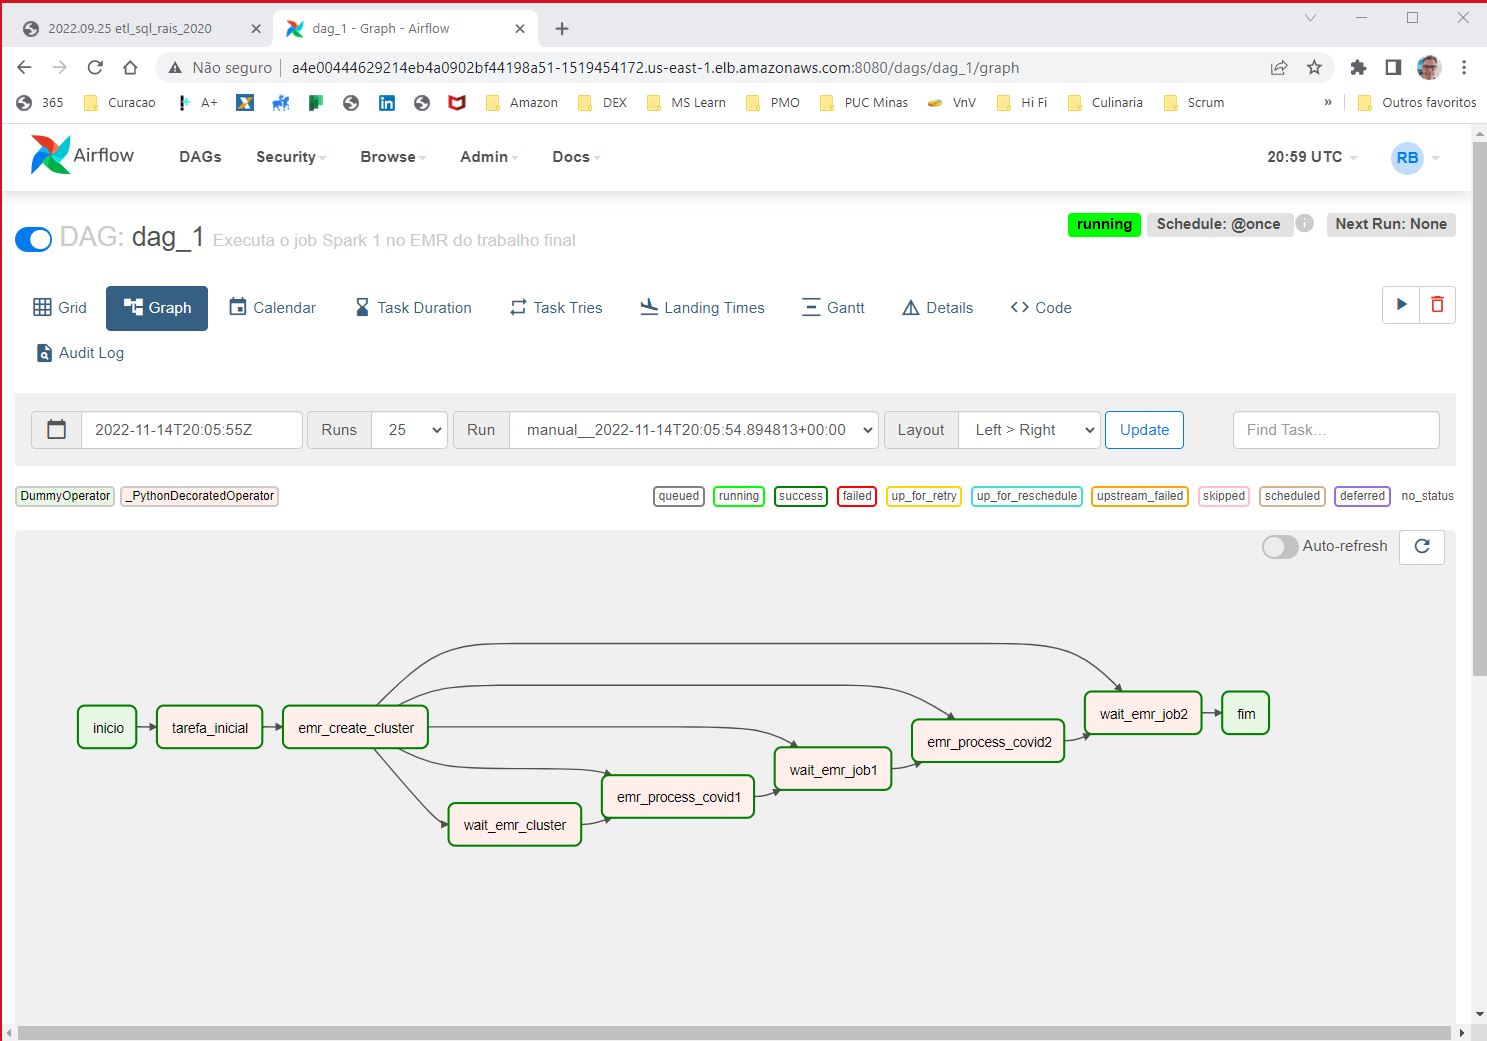 2022.09.25 etl_sql_rais_2020
dag_1 - Graph - Airflow
Não seguro
a4e00444629214eb4a0902bf44198a51-1519454172.us-east-1.elb.amazonaws.com:8080/dags/dag_1/graph
365 Curacao A+ Amazon DEX MS Learn PMO PUC Minas VnV Hi Fi Culinaria Scrum » Outros favoritos
Airflow DAGs Security Browse Admin Docs 20:59 UTC RB
running Schedule: @once Next Run: None
DAG: dag_1 Executa o job Spark 1 no EMR do trabalho final
Grid Graph Calendar Task Duration Task Tries Landing Times Gantt Details <> Code
Audit Log
2022-11-14T20:05:55Z Runs 25 Run manual__2022-11-14T20:05:54.894813+00:00 Layout Left > Right Update Find Task...
DummyOperator _PythonDecoratedOperator queued running success failed up_for_retry up_for_reschedule upstream_failed skipped scheduled deferred no_status
Auto-refresh
inicio
tarefa_inicial
emr_create_cluster
wait_emr_cluster
emr_process_covid1
wait_emr_job1
emr_process_covid2
wait_emr_job2
fim